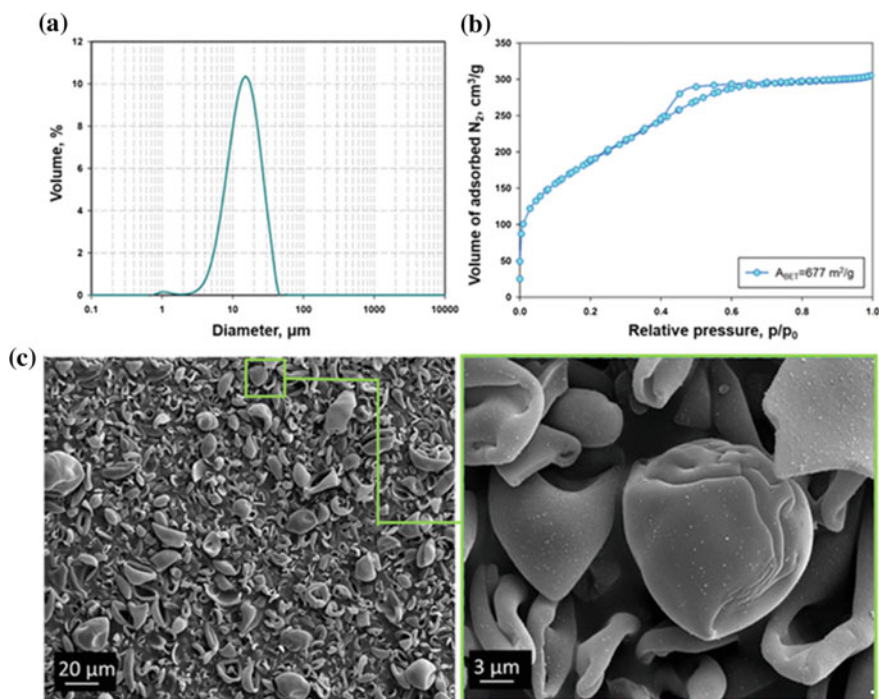 (a)
12
10
8
6
4
2
0
Volume, %
0.1 1 10 100 1000 10000
Diameter, µm
(b)
350
300
250
200
150
100
50
0
Volume of adsorbed N₂, cm³/g
A_BET=677 m²/g
0.0 0.2 0.4 0.6 0.8 1.0
Relative pressure, p/p₀
(c)
20 µm
3 µm